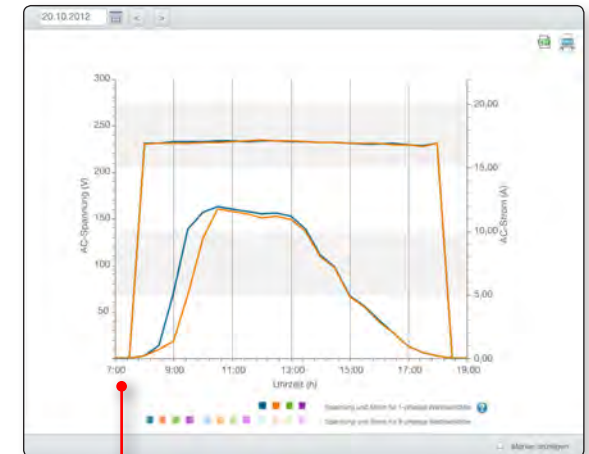 20.10.2012 < >
300
250
200
150
100
50
AC-Spannung (V)
20,00
15,00
10,00
5,00
0,00
AC-Strom (A)
7:00 9:00 11:00 13:00 15:00 17:00 19:00
Uhrzeit (h)
Spannung und Strom für 1-phasige Wechselrichter ?
Spannung und Strom für 3-phasige Wechselrichter